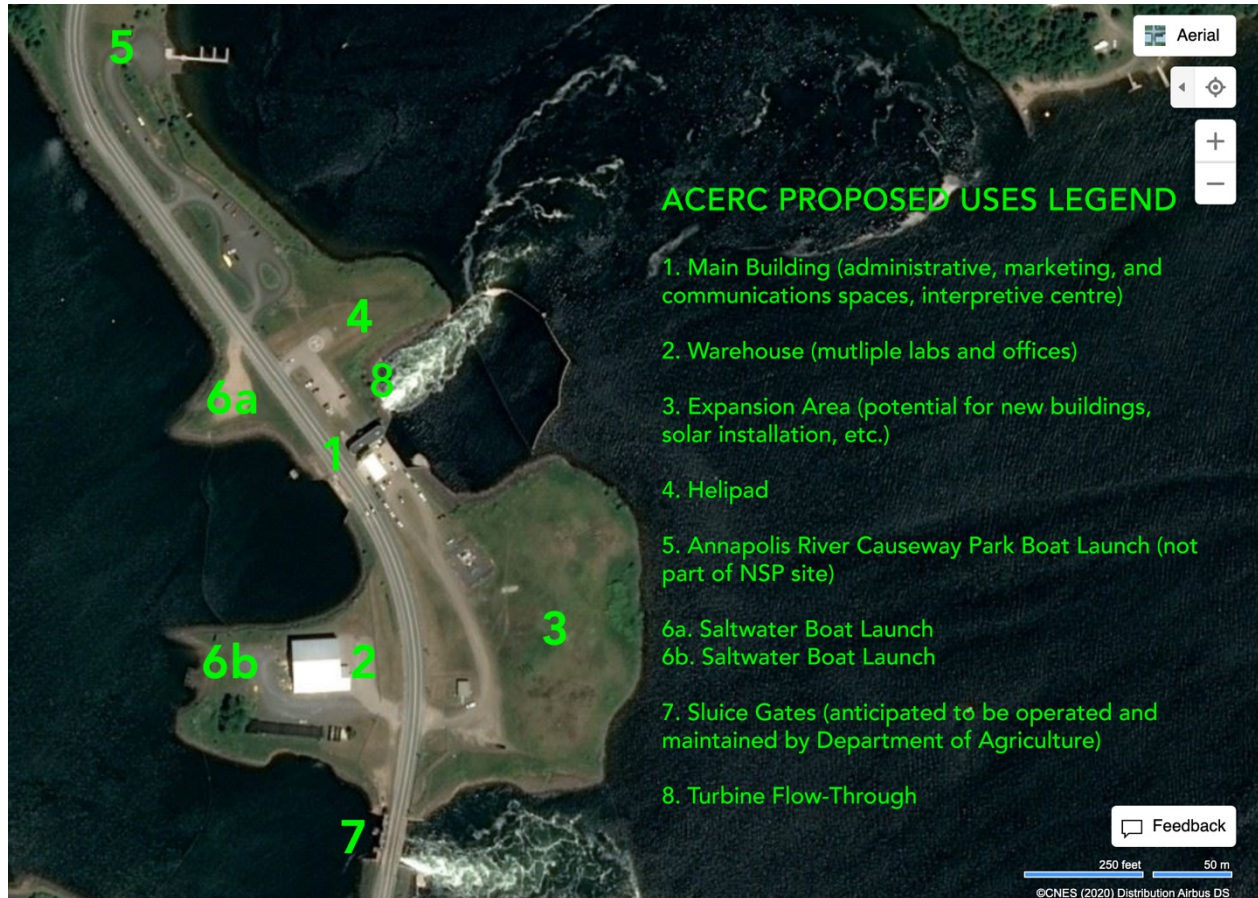 5
Aerial
+
−
ACERC PROPOSED USES LEGEND
1. Main Building (administrative, marketing, and
communications spaces, interpretive centre)
4
8
2. Warehouse (mutliple labs and offices)
6a
3. Expansion Area (potential for new buildings,
solar installation, etc.)
1
4. Helipad
5. Annapolis River Causeway Park Boat Launch (not
part of NSP site)
3
6a. Saltwater Boat Launch
6b. Saltwater Boat Launch
6b
2
7. Sluice Gates (anticipated to be operated and
maintained by Department of Agriculture)
8. Turbine Flow-Through
7
Feedback
250 feet
50 m
©CNES (2020) Distribution Airbus DS